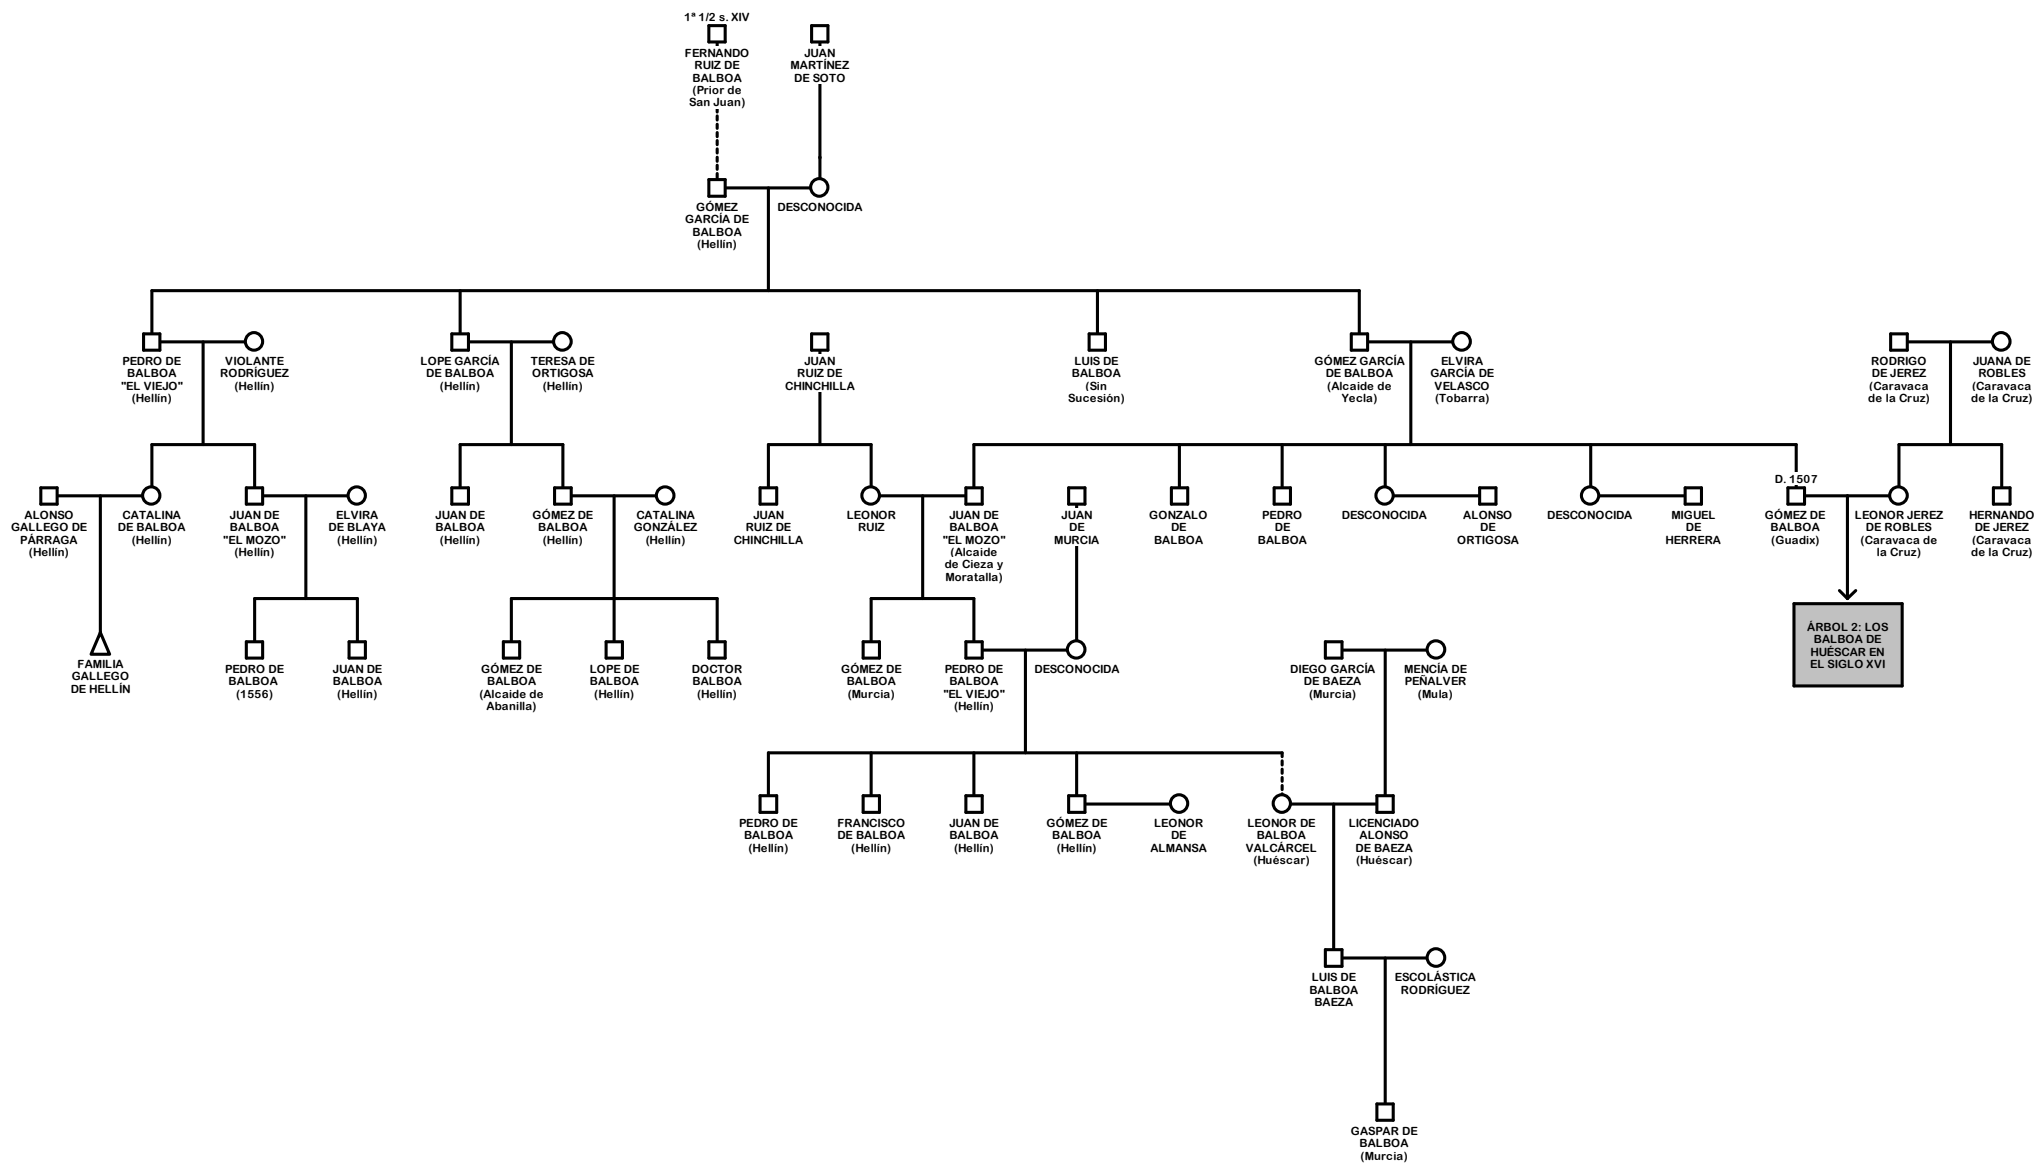 1ª 1/2 s. XIV
FERNANDO
RUIZ DE
BALBOA
(Prior de
San Juan)
JUAN
MARTÍNEZ
DE SOTO
GÓMEZ
GARCÍA DE
BALBOA
(Hellín)
DESCONOCIDA
PEDRO DE
BALBOA
"EL VIEJO"
(Hellín)
VIOLANTE
RODRÍGUEZ
(Hellín)
LOPE GARCÍA
DE BALBOA
(Hellín)
TERESA DE
ORTIGOSA
(Hellín)
JUAN
RUIZ DE
CHINCHILLA
LUIS DE
BALBOA
(Sin
Sucesión)
GÓMEZ GARCÍA
DE BALBOA
(Alcaide de
Yecla)
ELVIRA
GARCÍA DE
VELASCO
(Tobarra)
RODRIGO
DE JEREZ
(Caravaca
de la Cruz)
JUANA DE
ROBLES
(Caravaca
de la Cruz)
ALONSO
GALLEGO DE
PÁRRAGA
(Hellín)
CATALINA
DE BALBOA
(Hellín)
JUAN DE
BALBOA
"EL MOZO"
(Hellín)
ELVIRA
DE BLAYA
(Hellín)
JUAN DE
BALBOA
(Hellín)
GÓMEZ DE
BALBOA
(Hellín)
CATALINA
GONZÁLEZ
(Hellín)
JUAN
RUIZ DE
CHINCHILLA
LEONOR
RUIZ
JUAN DE
BALBOA
"EL MOZO"
(Alcaide
de Cieza y
Moratalla)
JUAN
DE
MURCIA
GONZALO
DE
BALBOA
PEDRO
DE
BALBOA
DESCONOCIDA
ALONSO
DE
ORTIGOSA
DESCONOCIDA
MIGUEL
DE
HERRERA
D. 1507
GÓMEZ DE
BALBOA
(Guadix)
LEONOR JEREZ
DE ROBLES
(Caravaca de
la Cruz)
HERNANDO
DE JEREZ
(Caravaca
de la Cruz)
FAMILIA
GALLEGO
DE HELLÍN
PEDRO DE
BALBOA
(1556)
JUAN DE
BALBOA
(Hellín)
GÓMEZ DE
BALBOA
(Alcaide de
Abanilla)
LOPE DE
BALBOA
(Hellín)
DOCTOR
BALBOA
(Hellín)
GÓMEZ DE
BALBOA
(Murcia)
PEDRO DE
BALBOA
"EL VIEJO"
(Hellín)
DESCONOCIDA
DIEGO GARCÍA
DE BAEZA
(Murcia)
MENCÍA DE
PEÑALVER
(Mula)
ÁRBOL 2: LOS
BALBOA DE
HUÉSCAR EN
EL SIGLO XVI
PEDRO DE
BALBOA
(Hellín)
FRANCISCO
DE BALBOA
(Hellín)
JUAN DE
BALBOA
(Hellín)
GÓMEZ DE
BALBOA
(Hellín)
LEONOR
DE
ALMANSA
LEONOR DE
BALBOA
VALCÁRCEL
(Huéscar)
LICENCIADO
ALONSO
DE BAEZA
(Huéscar)
LUIS DE
BALBOA
BAEZA
ESCOLÁSTICA
RODRÍGUEZ
GASPAR DE
BALBOA
(Murcia)